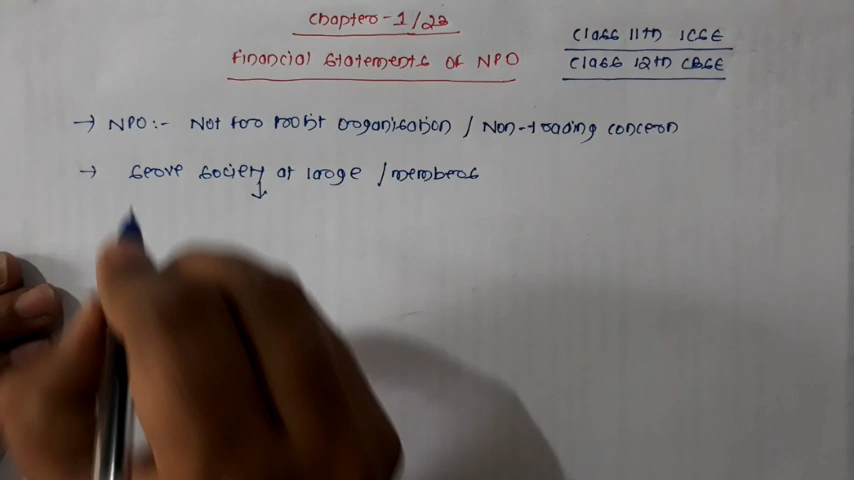 Chapter-1/23
Financial Statements of NPO
Class 11th ICSE
Class 12th CBSE
→ NPO:- Not for profit organisation / Non-trading concern
→ Serve society at large / members